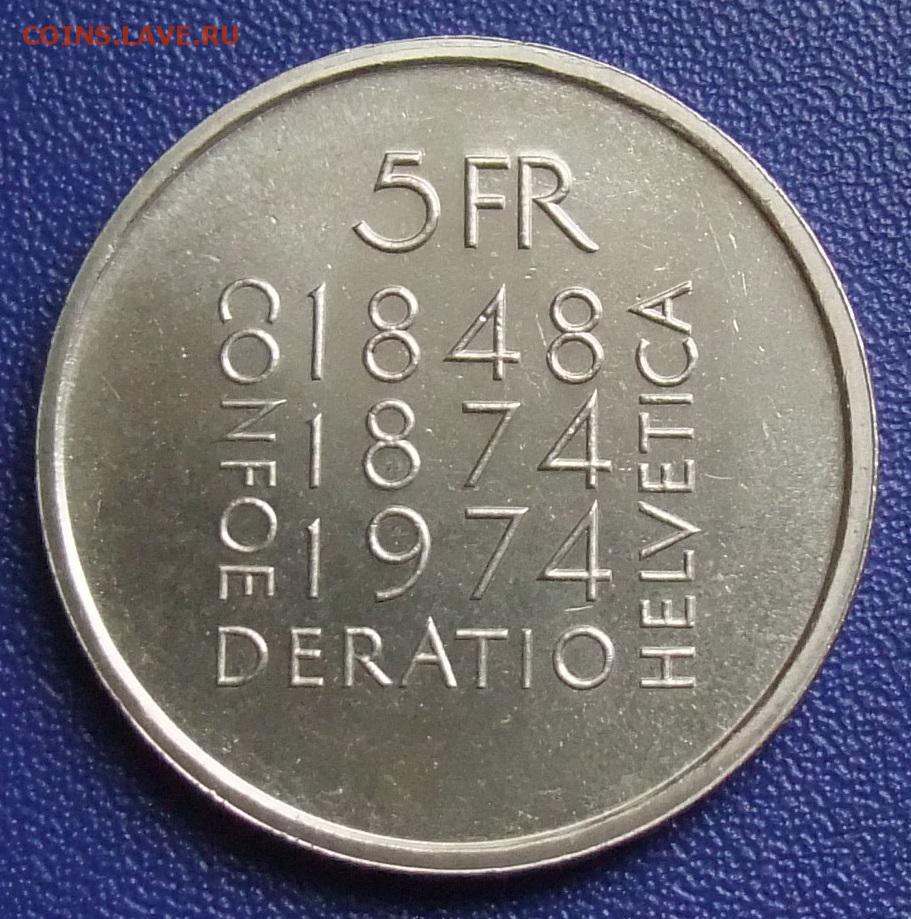 COINS.LAVE.RU
5 FR
1848
1874
1974
CONFOE
DERATIO
HELVETICA